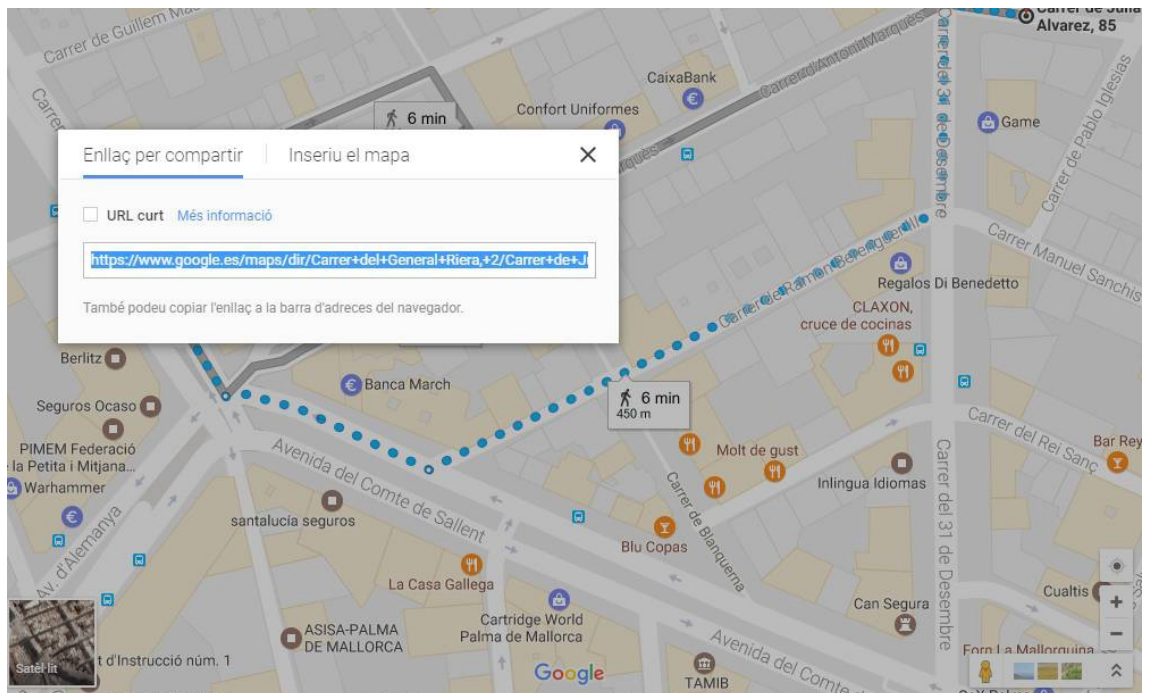 Carrer de Guillem
Alvarez, 85
Carrer d'Antoni Marquès
CaixaBank
6 min
Confort Uniformes
Game
Carrer de Pablo Iglesias
Carrer del 31 de Desembre
Enllaç per compartir
Inseriu el mapa
URL curt Més informació
https://www.google.es/maps/dir/Carrer+del+General+Riera,+2/Carrer+de+J
També podeu copiar l'enllaç a la barra d'adreces del navegador.
Carrer de Ramon Berenguer III
Carrer Manuel Sanchis
Regalos Di Benedetto
CLAXON,
cruce de cocinas
Berlitz
Banca March
6 min
450 m
Seguros Ocaso
PIMEM Federació
la Petita i Mitjana...
Warhammer
Avenida del Comte de Sallent
Molt de gust
Carrer del Rei Sanç
Bar Rey
Inlingua Idiomas
santalucía seguros
Carrer de Blanquerna
Carrer del 31 de Desembre
Av. d'Alemanya
Blu Copas
La Casa Gallega
Cualtis
Can Segura
Cartridge World
Palma de Mallorca
ASISA-PALMA
DE MALLORCA
Avenida del Comte
Forn La Mallorquina
Satèl·lit
t d'Instrucció núm. 1
Google
TAMIB